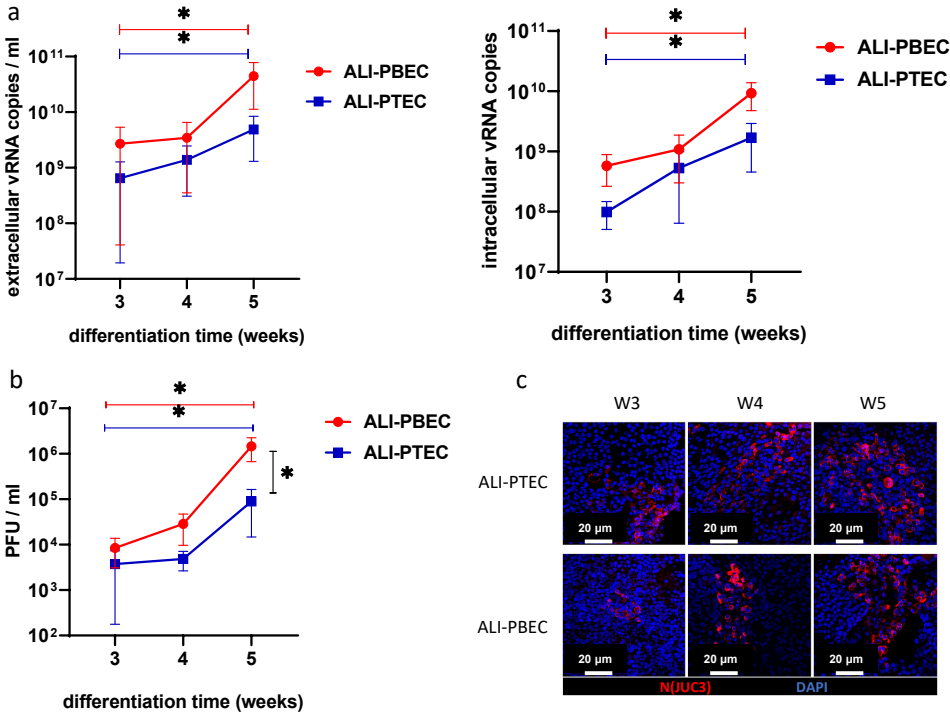 a
*
*
extracellular vRNA copies / ml
10^11
10^10
10^9
10^8
10^7
3 4 5
differentiation time (weeks)
ALI-PBEC
ALI-PTEC
*
*
intracellular vRNA copies
10^11
10^10
10^9
10^8
10^7
3 4 5
differentiation time (weeks)
ALI-PBEC
ALI-PTEC
b
*
*
PFU / ml
10^7
10^6
10^5
10^4
10^3
10^2
*
3 4 5
differentiation time (weeks)
ALI-PBEC
ALI-PTEC
c
W3 W4 W5
ALI-PTEC
20 µm 20 µm 20 µm
ALI-PBEC
20 µm 20 µm 20 µm
N(JUC3) DAPI